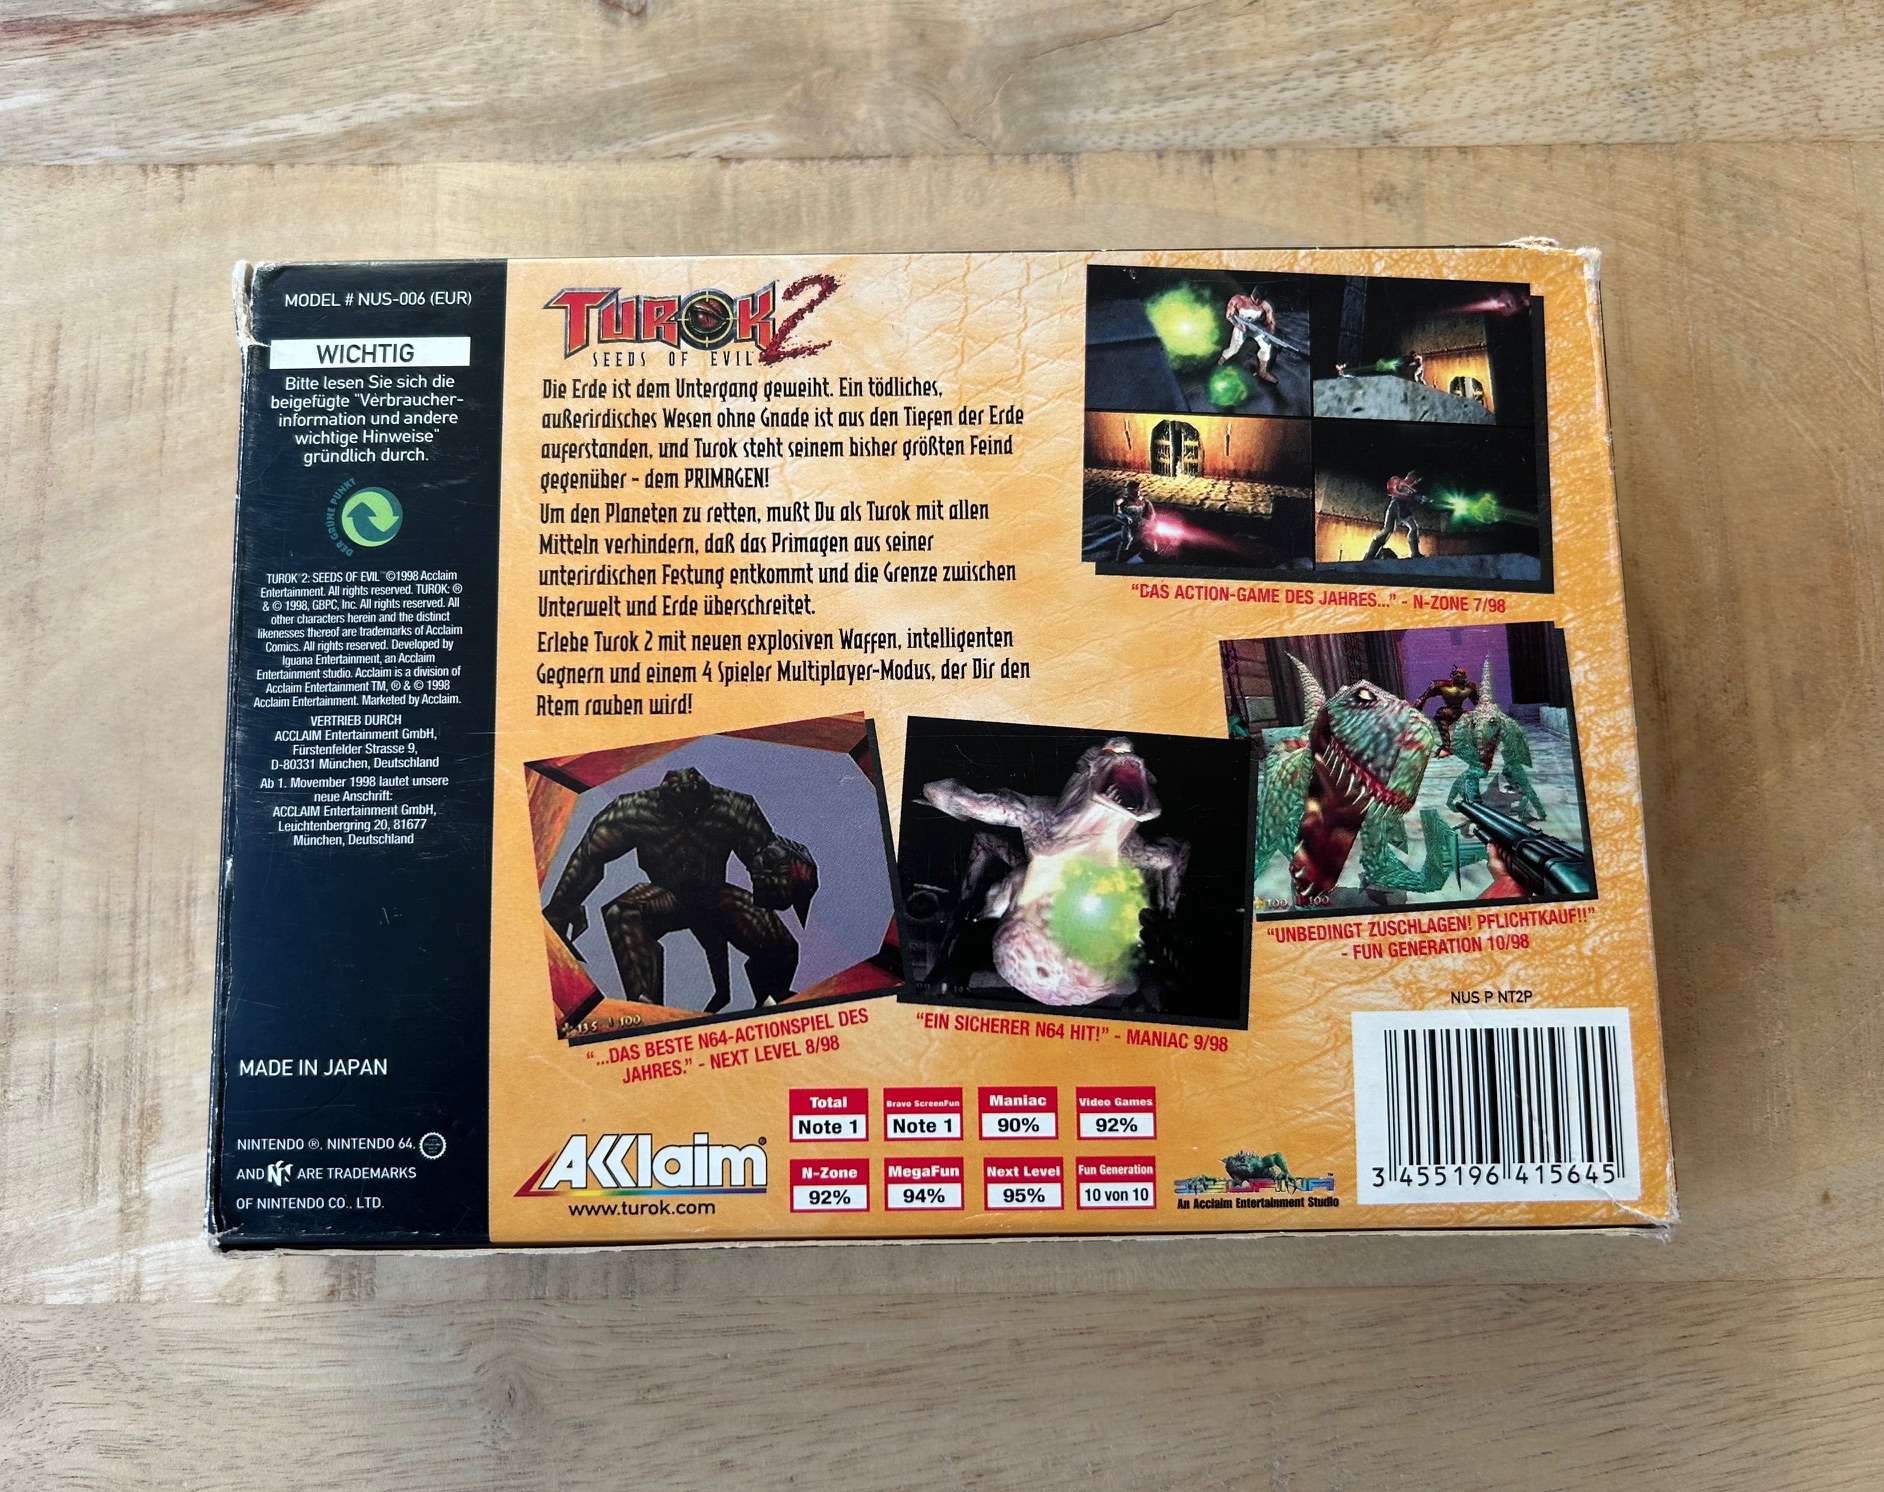 MODEL # NUS-006 (EUR)
WICHTIG
Bitte lesen Sie sich die
beigefügte "Verbraucher-
information und andere
wichtige Hinweise"
gründlich durch.
DER GRÜNE PUNKT
TUROK 2: SEEDS OF EVIL ™©1998 Acclaim
Entertainment. All rights reserved. TUROK: ®
& © 1998, GBPC, Inc. All rights reserved. All
other characters herein and the distinct
likenesses thereof are trademarks of Acclaim
Comics. All rights reserved. Developed by
Iguana Entertainment, an Acclaim
Entertainment studio. Acclaim is a division of
Acclaim Entertainment TM, ® & © 1998
Acclaim Entertainment. Marketed by Acclaim.
VERTRIEB DURCH
ACCLAIM Entertainment GmbH,
Fürstenfelder Strasse 9,
D-80331 München, Deutschland
Ab 1. Movember 1998 lautet unsere
neue Anschrift:
ACCLAIM Entertainment GmbH,
Leuchtenbergring 20, 81677
München, Deutschland
MADE IN JAPAN
NINTENDO ®, NINTENDO 64,
AND N ARE TRADEMARKS
OF NINTENDO CO., LTD.
TUROK 2
SEEDS OF EVIL™
Die Erde ist dem Untergang geweiht. Ein tödliches,
außerirdisches Wesen ohne Gnade ist aus den Tiefen der Erde
auferstanden, und Turok steht seinem bisher größten Feind
gegenüber - dem PRIMAGEN!
Um den Planeten zu retten, mußt Du als Turok mit allen
Mitteln verhindern, daß das Primagen aus seiner
unterirdischen Festung entkommt und die Grenze zwischen
Unterwelt und Erde überschreitet.
Erlebe Turok 2 mit neuen explosiven Waffen, intelligenten
Gegnern und einem 4 Spieler Multiplayer-Modus, der Dir den
Atem rauben wird!
"DAS ACTION-GAME DES JAHRES..." - N-ZONE 7/98
100 100
"UNBEDINGT ZUSCHLAGEN! PFLICHTKAUF!!"
- FUN GENERATION 10/98
135 100
"...DAS BESTE N64-ACTIONSPIEL DES
JAHRES." - NEXT LEVEL 8/98
"EIN SICHERER N64 HIT!" - MANIAC 9/98
NUS P NT2P
3 455196 415645
Total
Note 1
Bravo ScreenFun
Note 1
Maniac
90%
Video Games
92%
N-Zone
92%
MegaFun
94%
Next Level
95%
Fun Generation
10 von 10
AKKlaim®
www.turok.com
An Acclaim Entertainment Studio